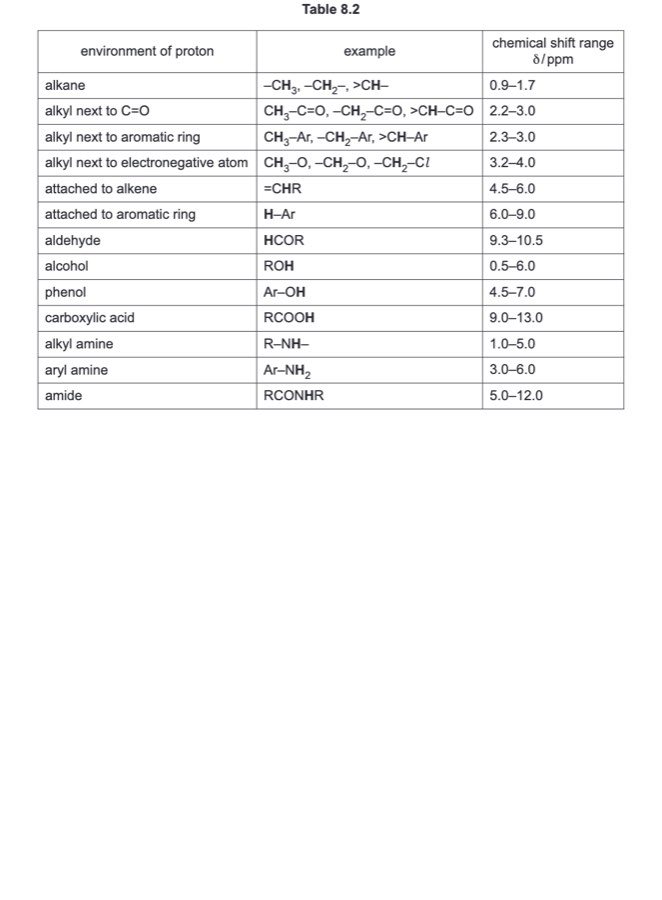 Table 8.2
environment of proton example chemical shift range δ/ppm
alkane –CH₃, –CH₂–, >CH– 0.9–1.7
alkyl next to C=O CH₃–C=O, –CH₂–C=O, >CH–C=O 2.2–3.0
alkyl next to aromatic ring CH₃–Ar, –CH₂–Ar, >CH–Ar 2.3–3.0
alkyl next to electronegative atom CH₃–O, –CH₂–O, –CH₂–Cl 3.2–4.0
attached to alkene =CHR 4.5–6.0
attached to aromatic ring H–Ar 6.0–9.0
aldehyde HCOR 9.3–10.5
alcohol ROH 0.5–6.0
phenol Ar–OH 4.5–7.0
carboxylic acid RCOOH 9.0–13.0
alkyl amine R–NH– 1.0–5.0
aryl amine Ar–NH₂ 3.0–6.0
amide RCONHR 5.0–12.0